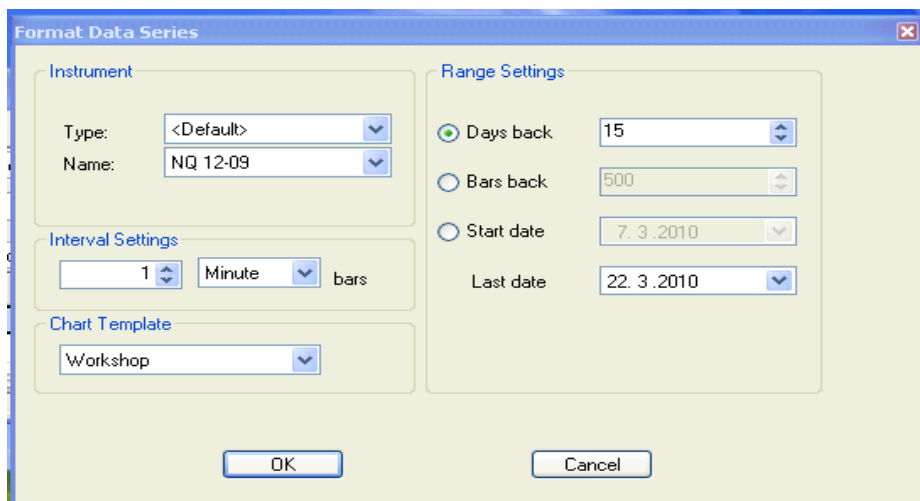 Format Data Series
Instrument
Type: <Default>
Name: NQ 12-09
Interval Settings
1 Minute bars
Chart Template
Workshop
Range Settings
Days back 15
Bars back 500
Start date 7. 3 .2010
Last date 22. 3 .2010
OK Cancel